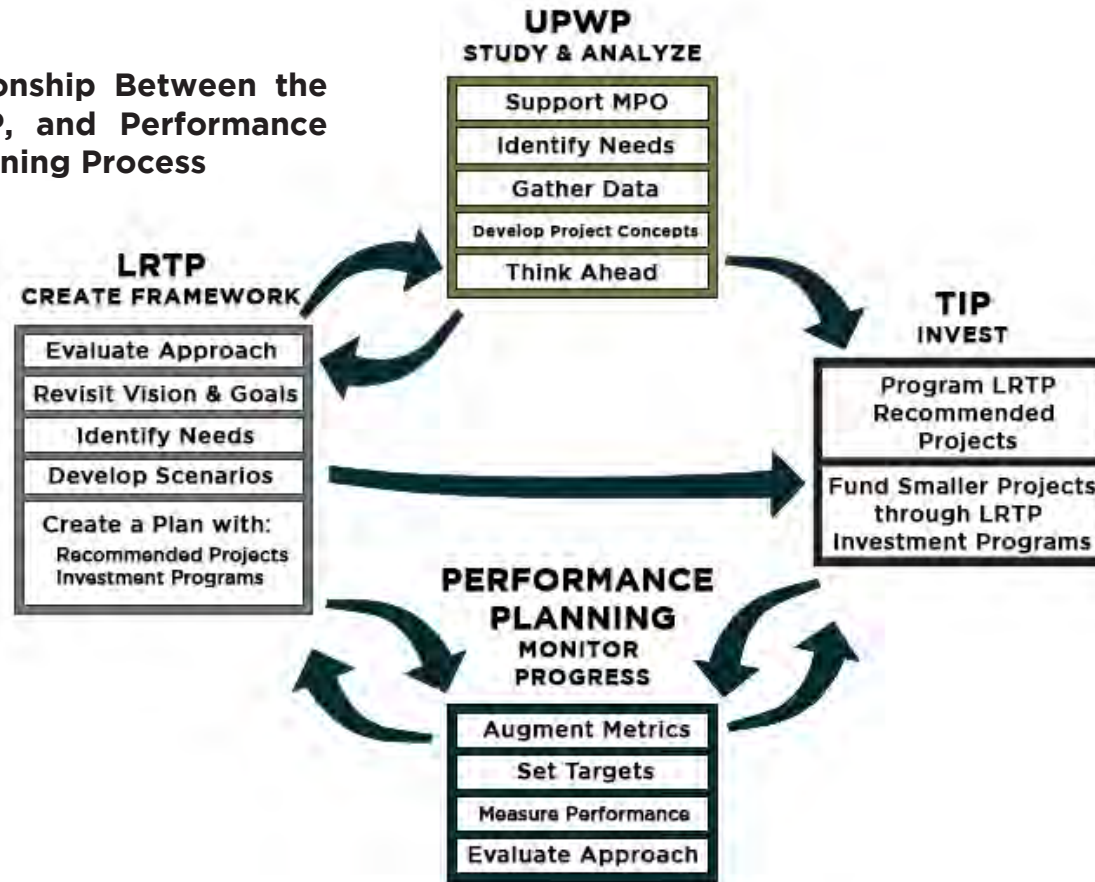 UPWP
STUDY & ANALYZE
Support MPO
Identify Needs
Gather Data
Develop Project Concepts
Think Ahead
Between the
and Performance
Process
LRTP
CREATE FRAMEWORK
Evaluate Approach
Revisit Vision & Goals
Identify Needs
Develop Scenarios
Create a Plan with:
Recommended Projects
Investment Programs
TIP
INVEST
Program LRTP
Recommended
Projects
Fund Smaller Projects
through LRTP
Investment Programs
PERFORMANCE
PLANNING
MONITOR
PROGRESS
Augment Metrics
Set Targets
Measure Performance
Evaluate Approach